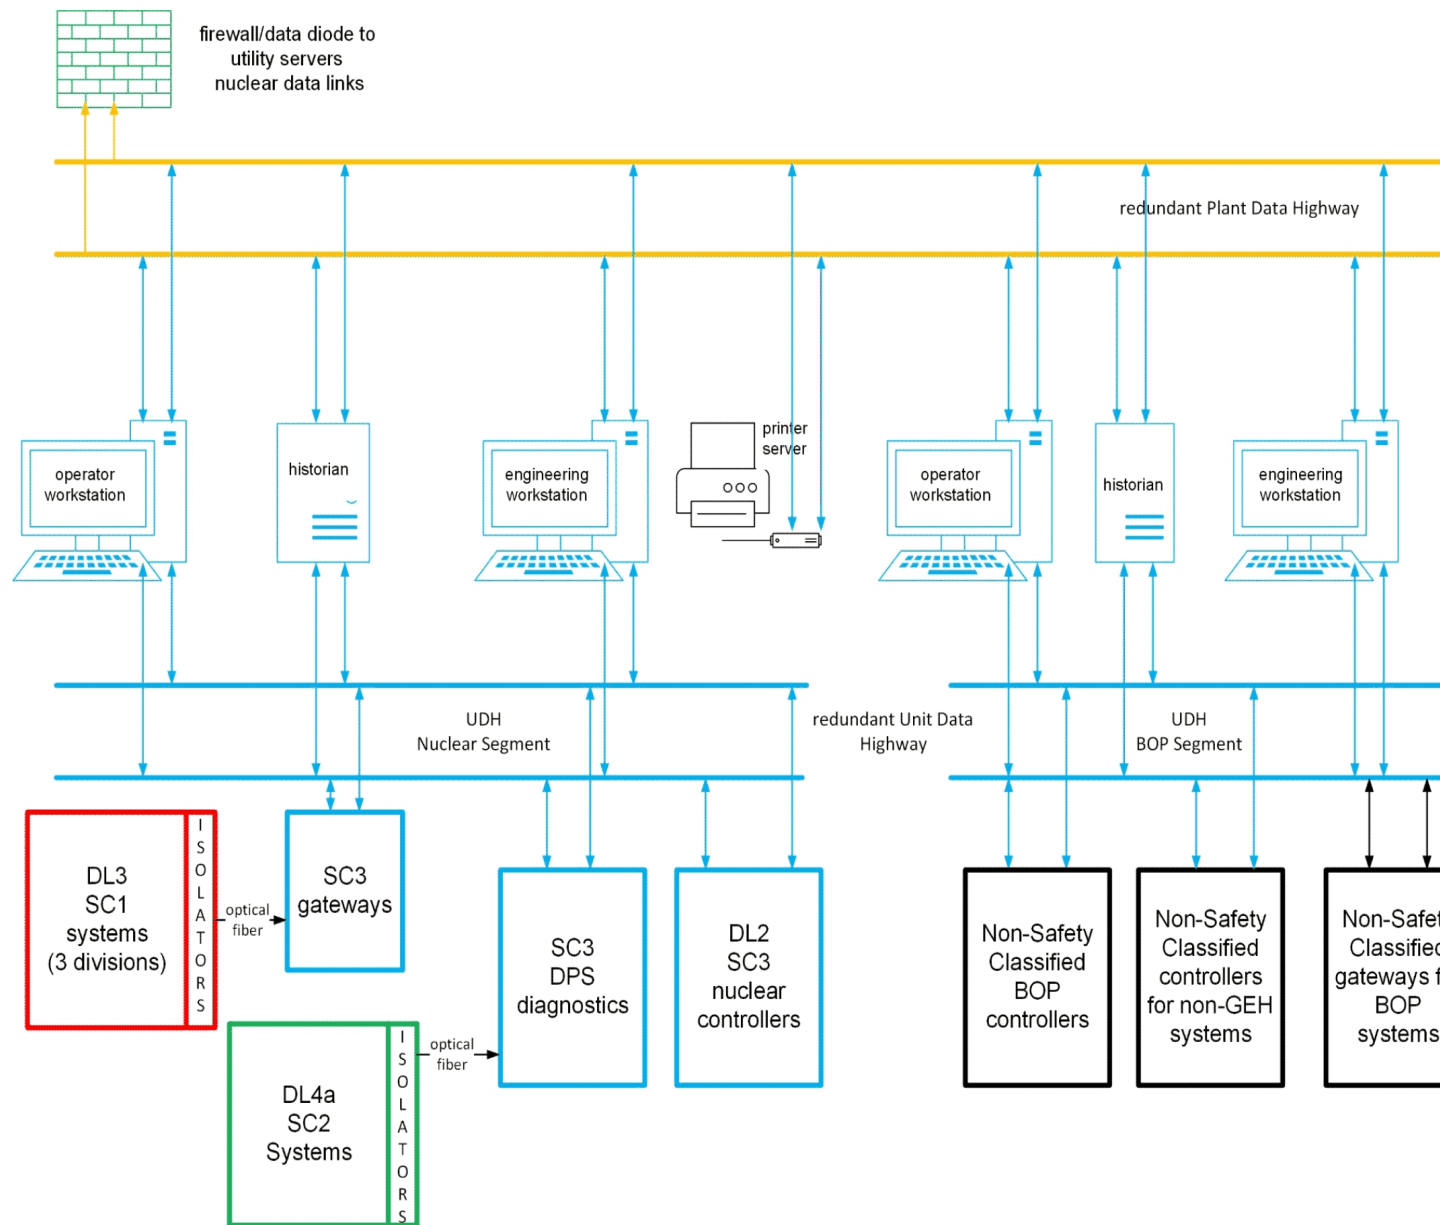 firewall/data diode to
utility servers
nuclear data links
redundant Plant Data Highway
operator
workstation
historian
engineering
workstation
printer
server
operator
workstation
historian
engineering
workstation
UDH
Nuclear Segment
redundant Unit Data
Highway
UDH
BOP Segment
DL3
SC1
systems
(3 divisions)
ISOLATORS
optical
fiber
SC3
gateways
DL4a
SC2
Systems
ISOLATORS
optical
fiber
SC3
DPS
diagnostics
DL2
SC3
nuclear
controllers
Non-Safety
Classified
BOP
controllers
Non-Safety
Classified
controllers
for non-GEH
systems
Non-Safet
Classified
gateways f
BOP
systems